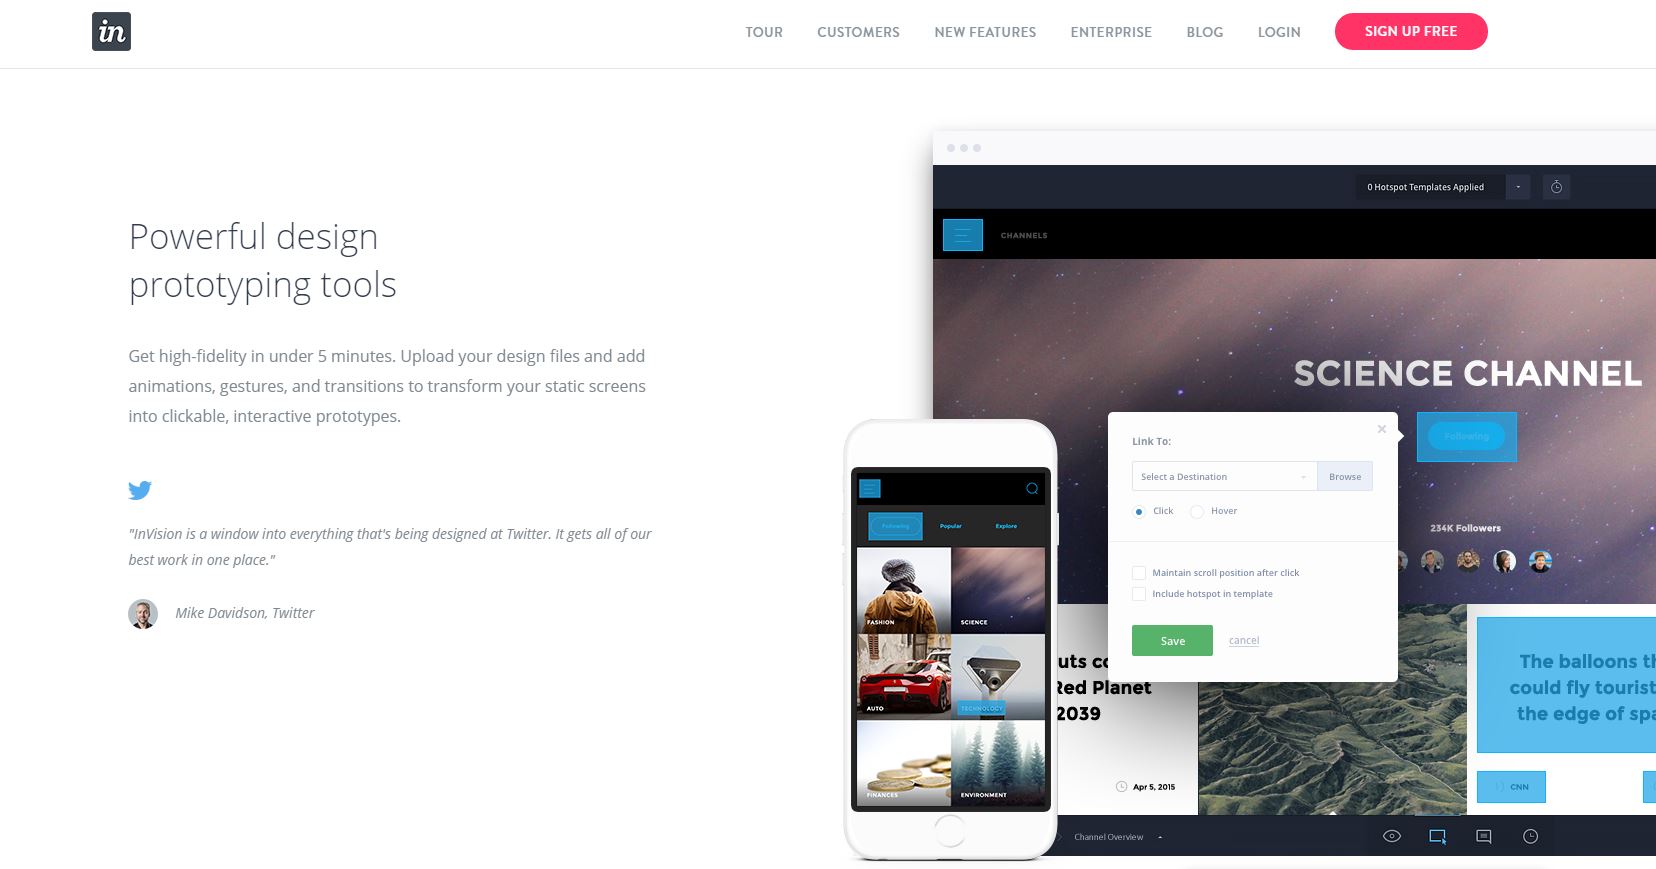 in
TOUR CUSTOMERS NEW FEATURES ENTERPRISE BLOG LOGIN SIGN UP FREE
Powerful design
prototyping tools
Get high-fidelity in under 5 minutes. Upload your design files and add
animations, gestures, and transitions to transform your static screens
into clickable, interactive prototypes.
"InVision is a window into everything that's being designed at Twitter. It gets all of our
best work in one place."
Mike Davidson, Twitter
0 Hotspot Templates Applied
CHANNELS
SCIENCE CHANNEL
Following
234K Followers
Link To:
Select a Destination Browse
Click Hover
Maintain scroll position after click
Include hotspot in template
Save cancel
Following Popular Explore
FASHION SCIENCE
AUTO TECHNOLOGY
FINANCES ENVIRONMENT
Red Planet
2039
Apr 5, 2015
The balloons
could fly
the edge of
CNN
Channel Overview